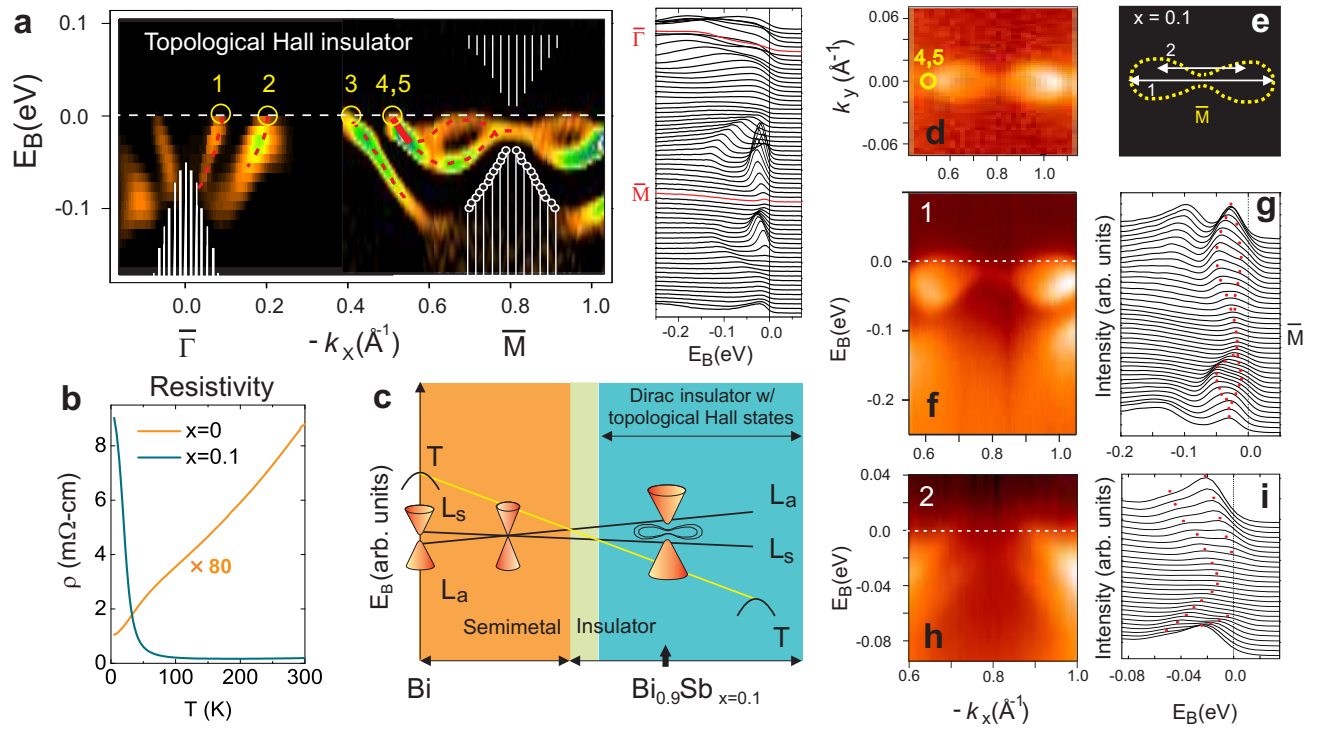 a
Topological Hall insulator
1
2
3
4,5
E_B(eV)
0.1
0.0
-0.1
0.0
0.2
0.4
0.6
0.8
1.0
Γ̅
- k_x(Å⁻¹)
M̅
Γ̅
M̅
-0.2
-0.1
0.0
E_B(eV)
k_y (Å⁻¹)
0.06
0.00
-0.06
4,5
d
0.6
0.8
1.0
x = 0.1
e
2
1
M̅
b
Resistivity
x=0
x=0.1
× 80
ρ (mΩ-cm)
8
6
4
2
0
0
100
200
300
T (K)
c
Dirac insulator w/
topological Hall states
E_B(arb. units)
T
L_s
L_a
L_a
L_s
T
Semimetal
Insulator
Bi
Bi₀.₉Sb ₓ₌₀.₁
1
E_B(eV)
0.0
-0.1
-0.2
f
0.6
0.8
1.0
g
Intensity (arb. units)
M̅
-0.2
-0.1
0.0
2
E_B(eV)
0.04
0.0
-0.04
-0.08
h
0.6
0.8
1.0
- k_x(Å⁻¹)
i
Intensity (arb. units)
-0.08
-0.04
0.0
E_B(eV)